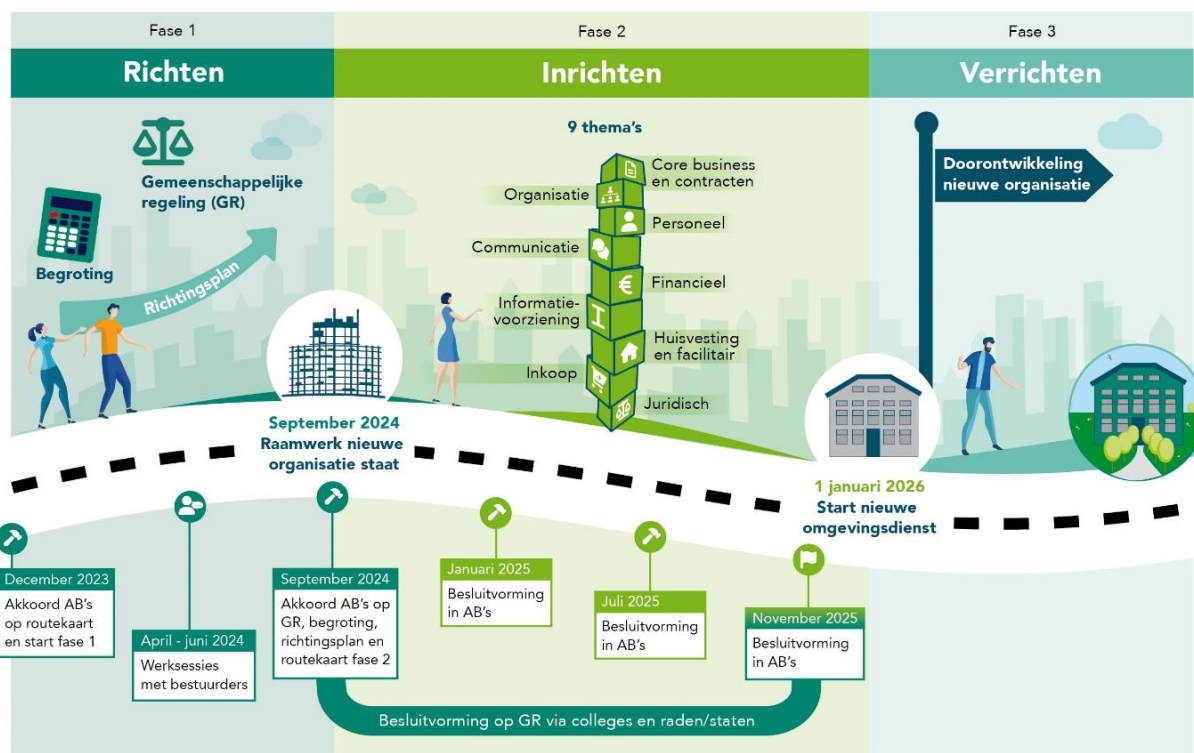 Fase 1
Richten
Gemeenschappelijke
regeling (GR)
Begroting
Richtingsplan
September 2024
Raamwerk nieuwe
organisatie staat
Fase 2
Inrichten
9 thema's
Core business
en contracten
Organisatie
Personeel
Communicatie
Financieel
Informatie-
voorziening
Huisvesting
en facilitair
Inkoop
Juridisch
Fase 3
Verrichten
Doorontwikkeling
nieuwe organisatie
1 januari 2026
Start nieuwe
omgevingsdienst
December 2023
Akkoord AB's
op routekaart
en start fase 1
April - juni 2024
Werksessies
met bestuurders
September 2024
Akkoord AB's op
GR, begroting,
richtingsplan en
routekaart fase 2
Januari 2025
Besluitvorming
in AB's
Juli 2025
Besluitvorming
in AB's
November 2025
Besluitvorming
in AB's
Besluitvorming op GR via colleges en raden/staten